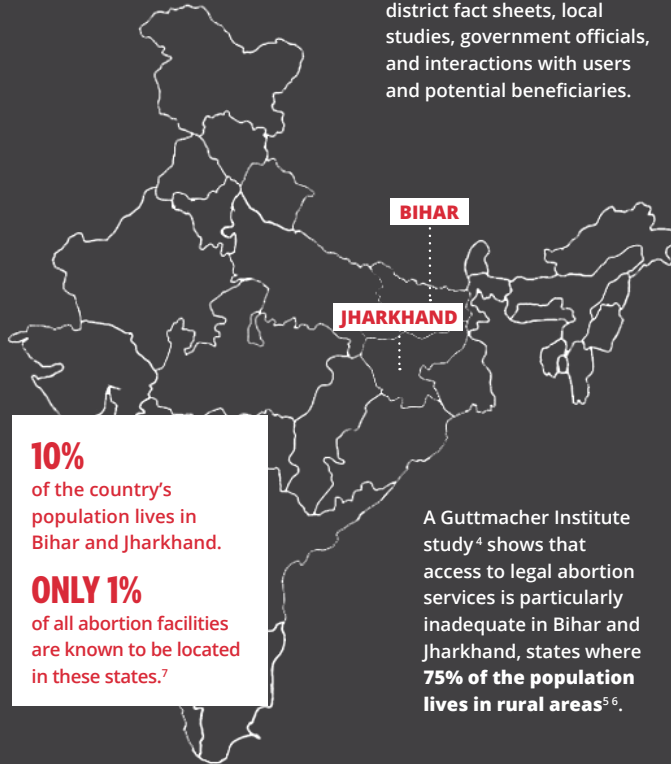 district fact sheets, local
studies, government officials,
and interactions with users
and potential beneficiaries.
BIHAR
JHARKHAND
10%
of the country's
population lives in
Bihar and Jharkhand.
ONLY 1%
of all abortion facilities
are known to be located
in these states.7
A Guttmacher Institute
study4 shows that
access to legal abortion
services is particularly
inadequate in Bihar and
Jharkhand, states where
75% of the population
lives in rural areas5 6.